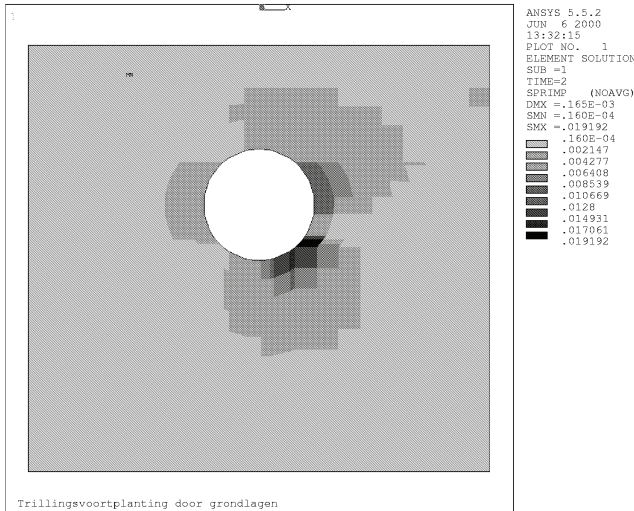 1
X
MN
ANSYS 5.5.2
JUN 6 2000
13:32:15
PLOT NO. 1
ELEMENT SOLUTION
SUB =1
TIME=2
SPRIMP (NOAVG)
DMX =.165E-03
SMN =.160E-04
SMX =.019192
.160E-04
.002147
.004277
.006408
.008539
.010669
.0128
.014931
.017061
.019192
Trillingsvoortplanting door grondlagen